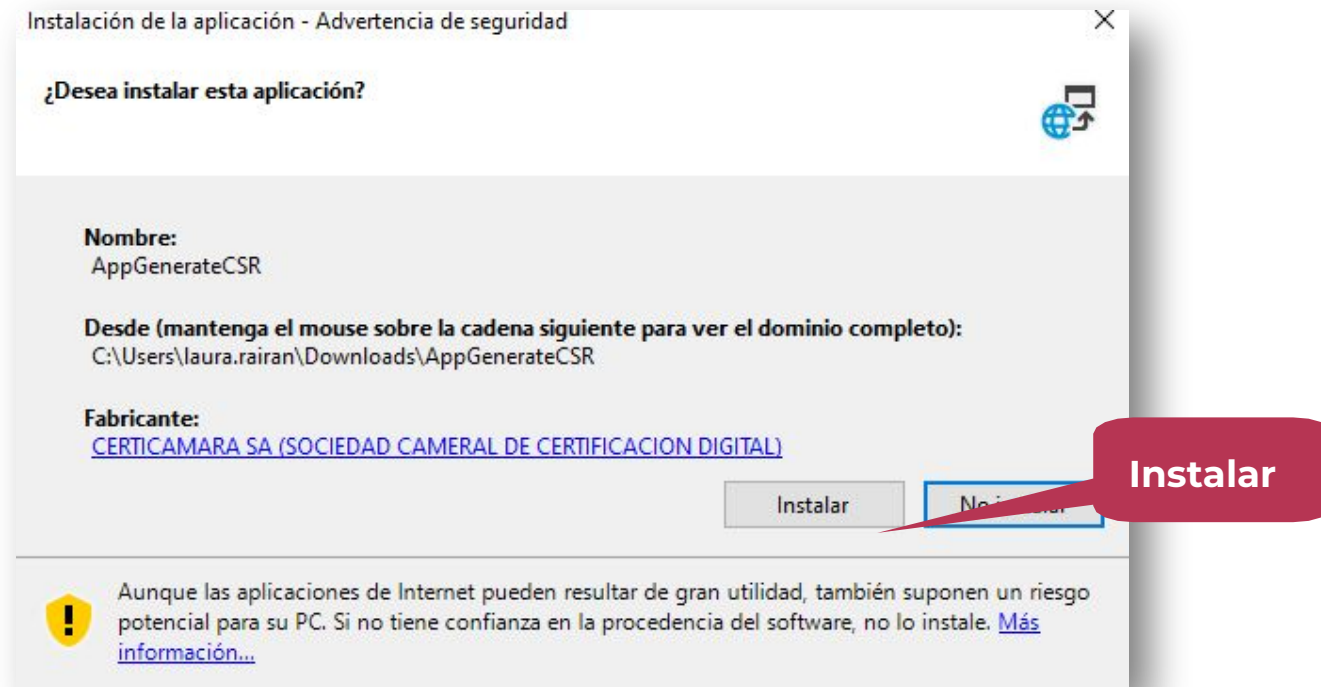 Instalación de la aplicación - Advertencia de seguridad
¿Desea instalar esta aplicación?
Nombre:
AppGenerateCSR
Desde (mantenga el mouse sobre la cadena siguiente para ver el dominio completo):
C:\Users\laura.rairan\Downloads\AppGenerateCSR
Fabricante:
CERTICAMARA SA (SOCIEDAD CAMERAL DE CERTIFICACION DIGITAL)
Instalar
No instalar
Instalar
Aunque las aplicaciones de Internet pueden resultar de gran utilidad, también suponen un riesgo
potencial para su PC. Si no tiene confianza en la procedencia del software, no lo instale. Más
información...